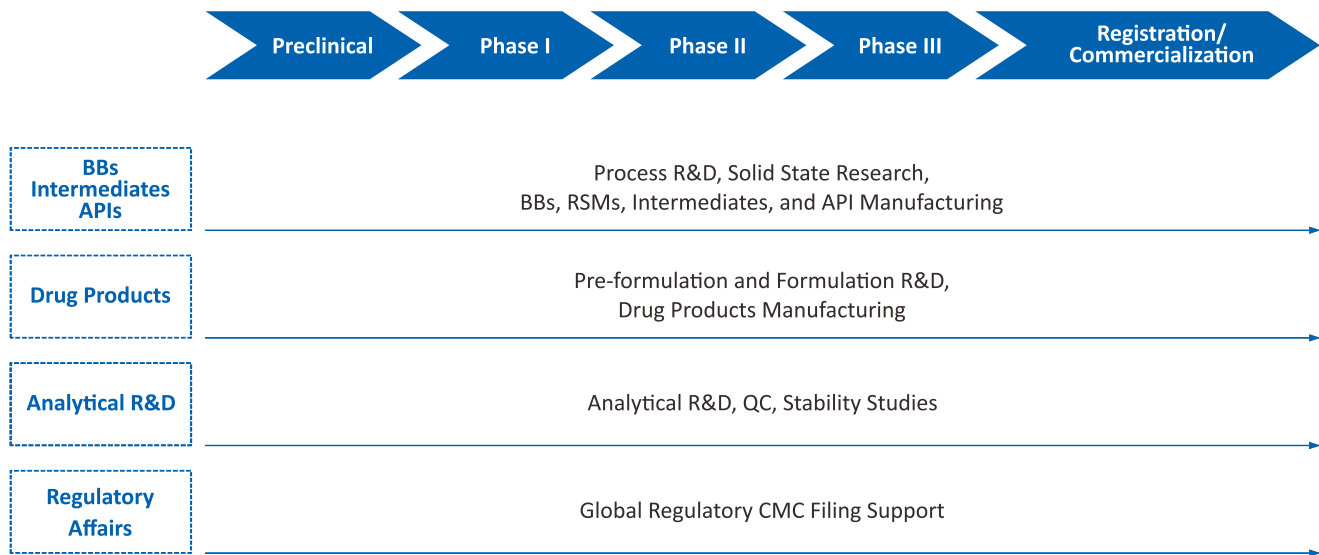 Preclinical
Phase I
Phase II
Phase III
Registration/
Commercialization
BBs
Intermediates
APIs
Process R&D, Solid State Research,
BBs, RSMs, Intermediates, and API Manufacturing
Drug Products
Pre-formulation and Formulation R&D,
Drug Products Manufacturing
Analytical R&D
Analytical R&D, QC, Stability Studies
Regulatory
Affairs
Global Regulatory CMC Filing Support